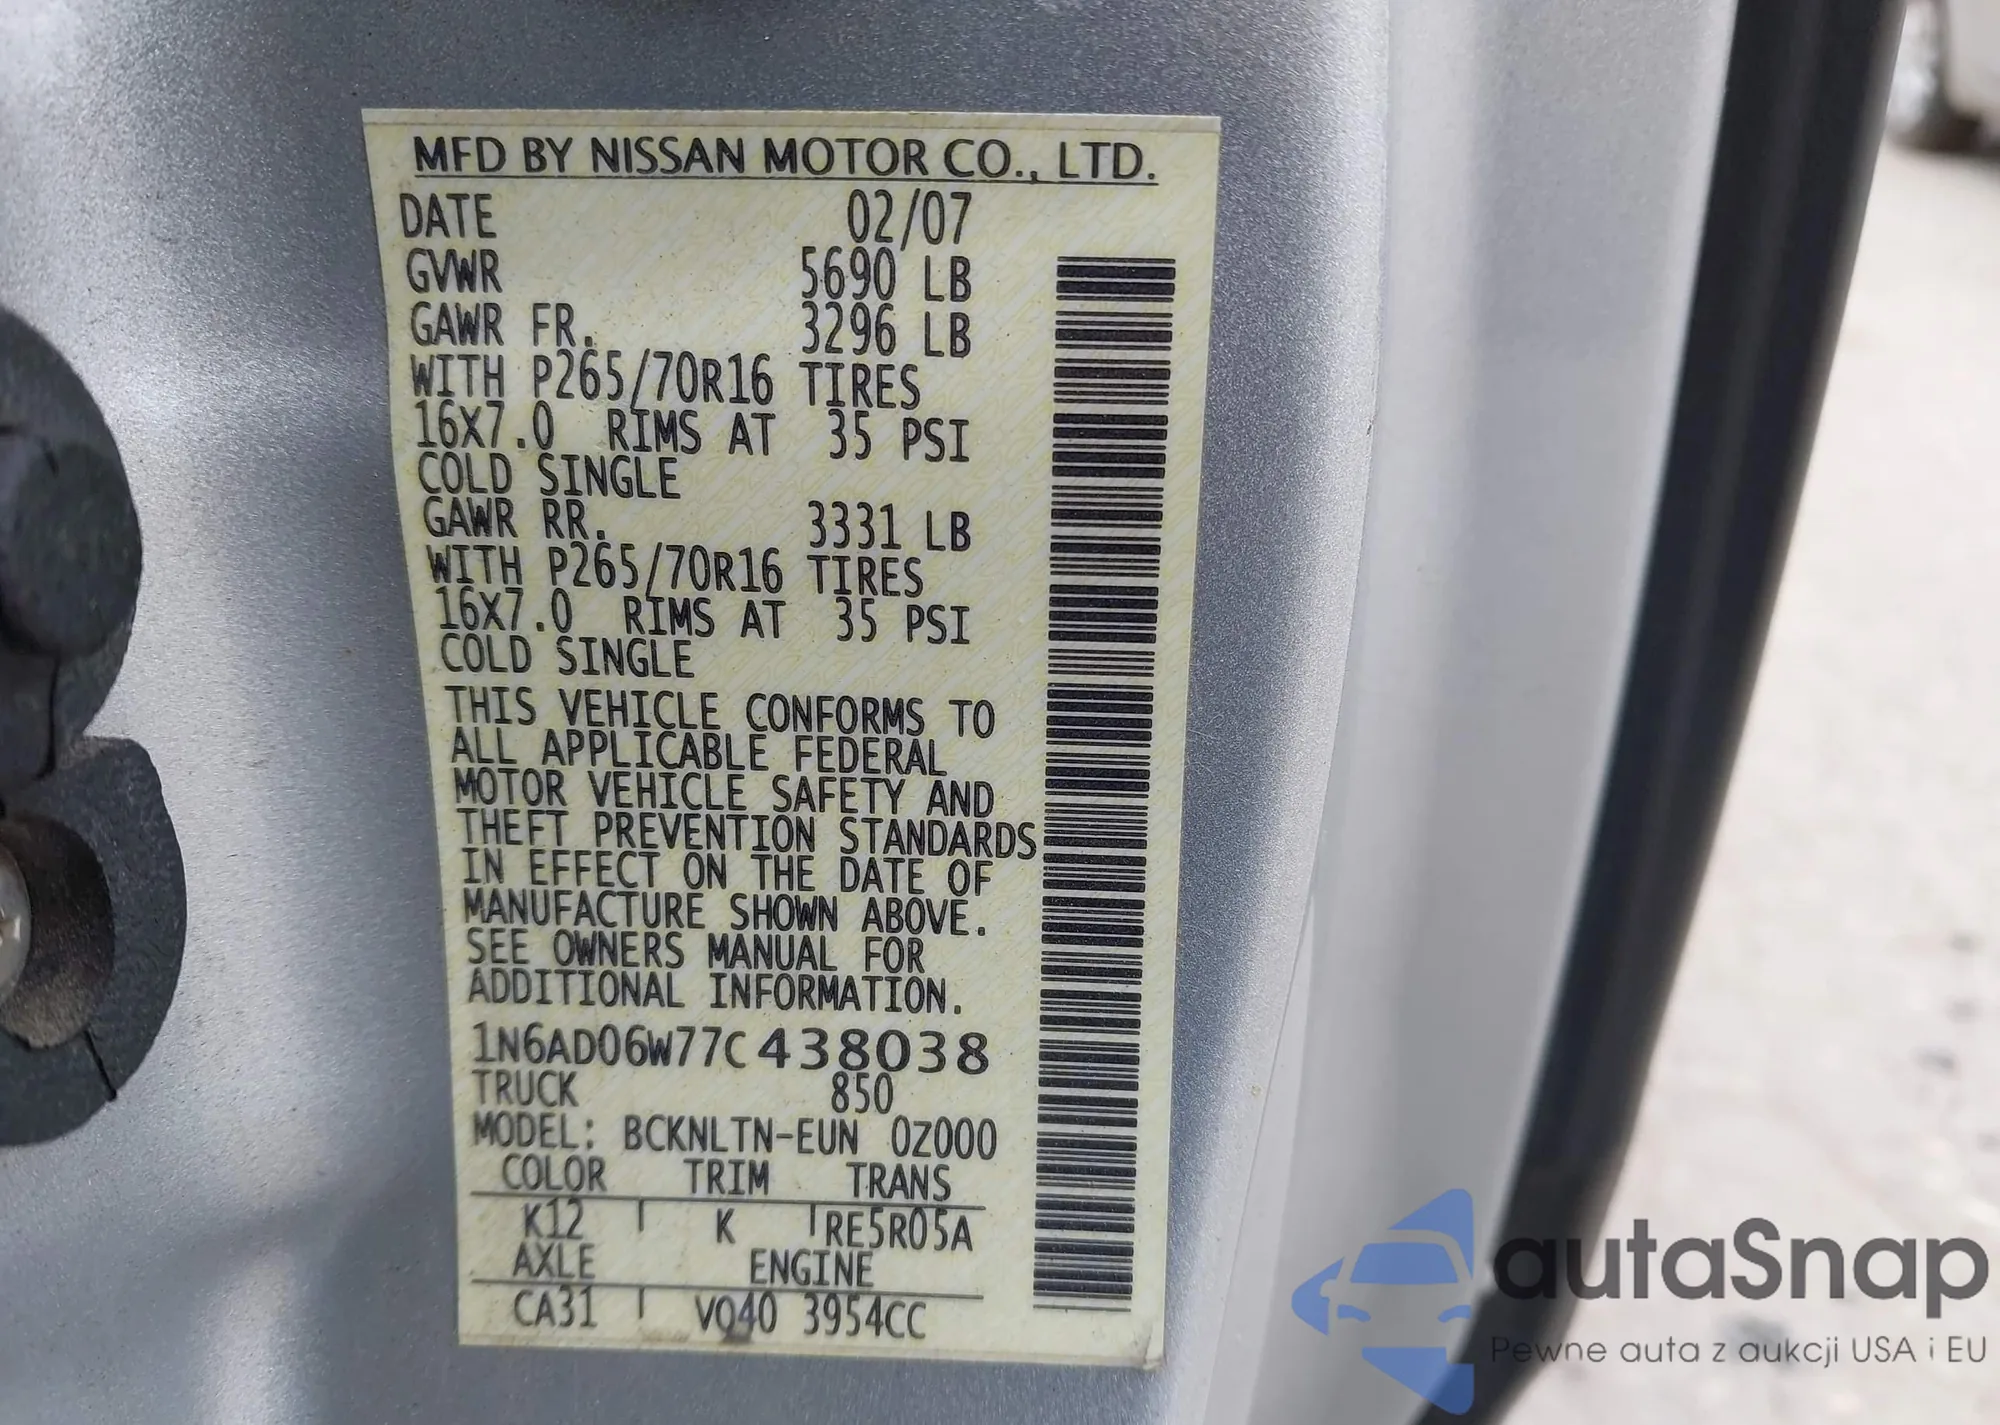 MFD BY NISSAN MOTOR CO., LTD.
DATE 02/07
GVWR 5690 LB
GAWR FR. 3296 LB
WITH P265/70R16 TIRES
16X7.0 RIMS AT 35 PSI
COLD SINGLE
GAWR RR. 3331 LB
WITH P265/70R16 TIRES
16X7.0 RIMS AT 35 PSI
COLD SINGLE
THIS VEHICLE CONFORMS TO
ALL APPLICABLE FEDERAL
MOTOR VEHICLE SAFETY AND
THEFT PREVENTION STANDARDS
IN EFFECT ON THE DATE OF
MANUFACTURE SHOWN ABOVE.
SEE OWNERS MANUAL FOR
ADDITIONAL INFORMATION.
1N6AD06W77C438038
TRUCK 850
MODEL: BCKNLTN-EUN 0Z000
COLOR TRIM TRANS
K12 K RE5R05A
AXLE ENGINE
CA31 VQ40 3954CC
autaSnap
Pewne auta z aukcji USA i EU